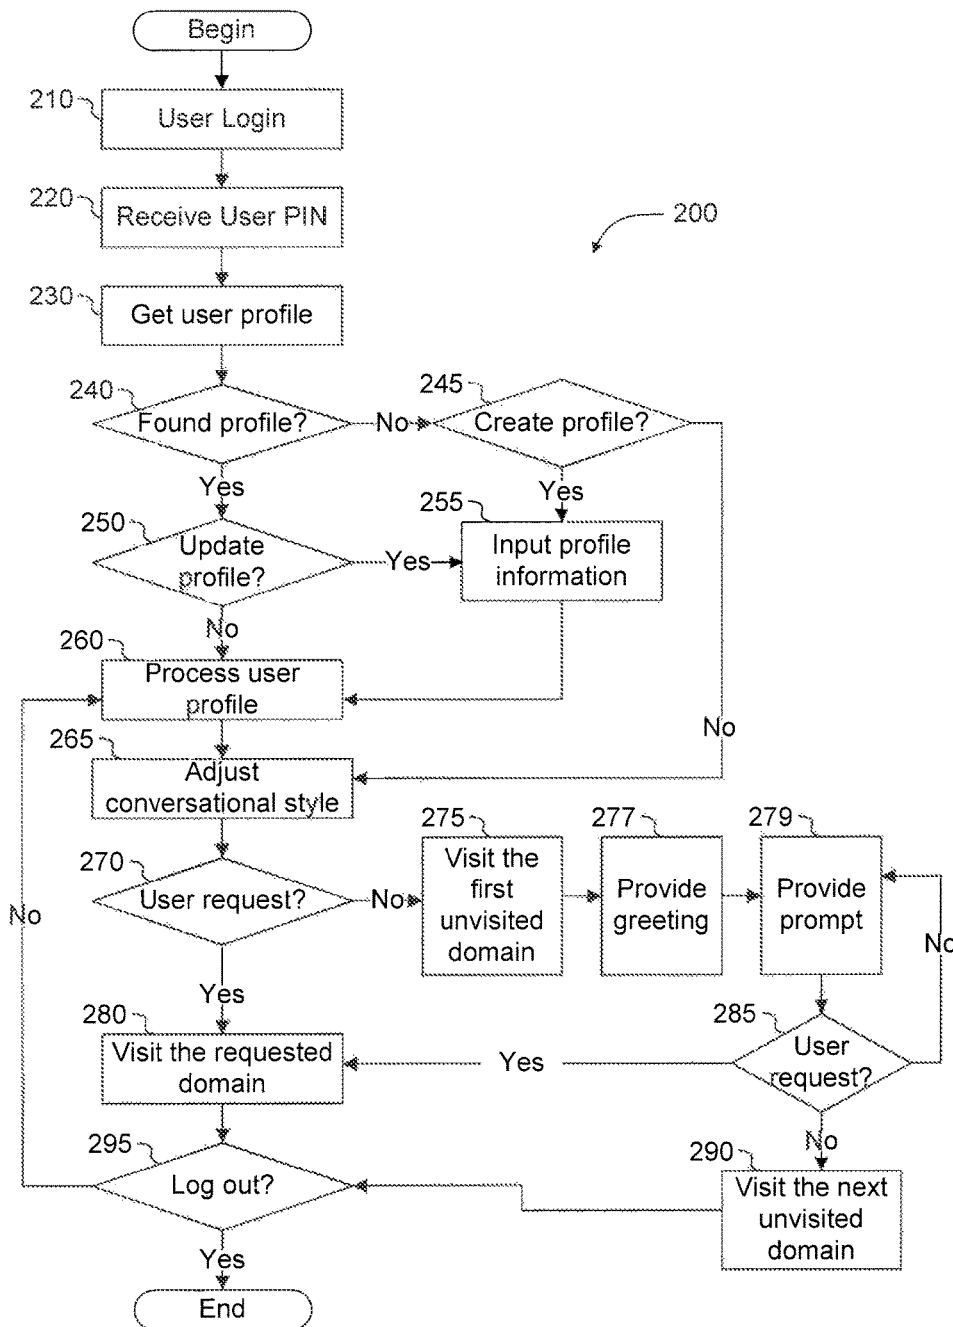 Begin
210
User Login
220
Receive User PIN
200
230
Get user profile
240
Found profile?
No
245
Create profile?
Yes
Yes
250
Update
profile?
Yes
255
Input profile
information
No
260
Process user
profile
No
265
Adjust
conversational style
270
User request?
No
275
Visit the
first
unvisited
domain
277
Provide
greeting
279
Provide
prompt
No
No
Yes
280
Visit the requested
domain
Yes
285
User
request?
No
295
Log out?
290
Visit the next
unvisited
domain
Yes
End